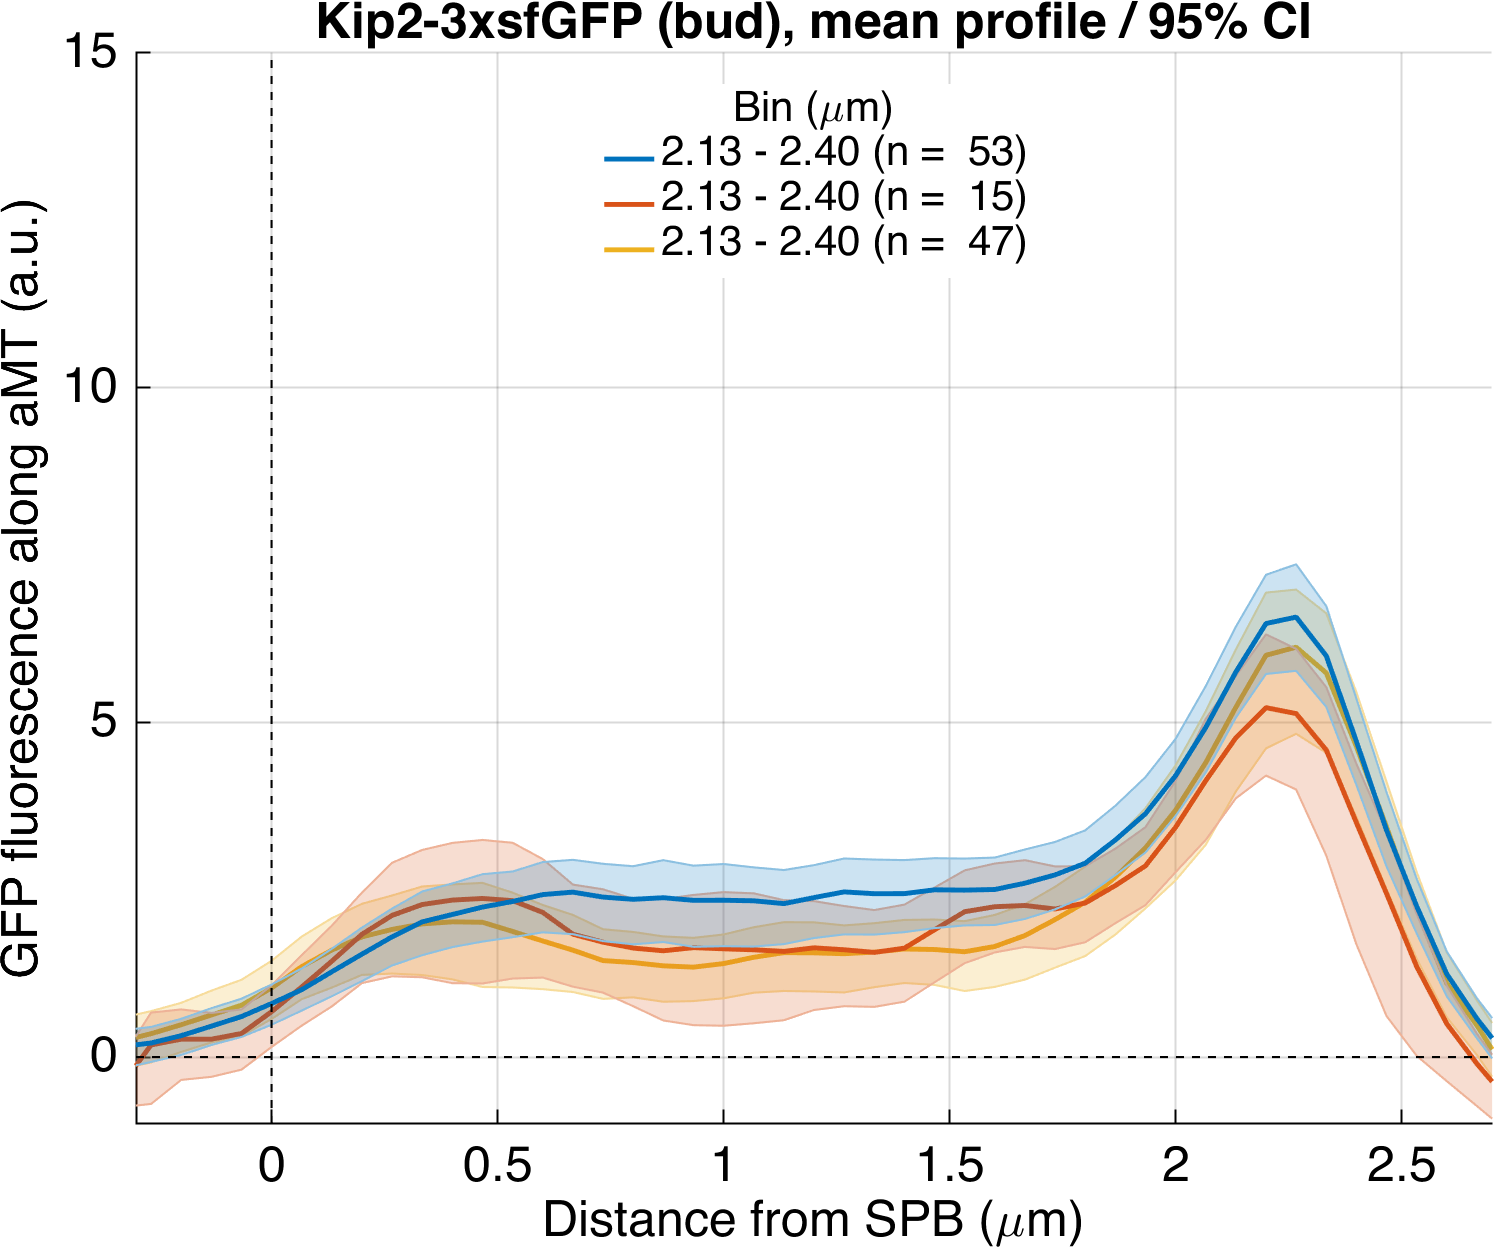 Kip2-3xsfGFP (bud), mean profile / 95% CI
15
10
5
0
GFP fluorescence along aMT (a.u.)
Bin (μm)
2.13 - 2.40 (n = 53)
2.13 - 2.40 (n = 15)
2.13 - 2.40 (n = 47)
0 0.5 1 1.5 2 2.5
Distance from SPB (μm)